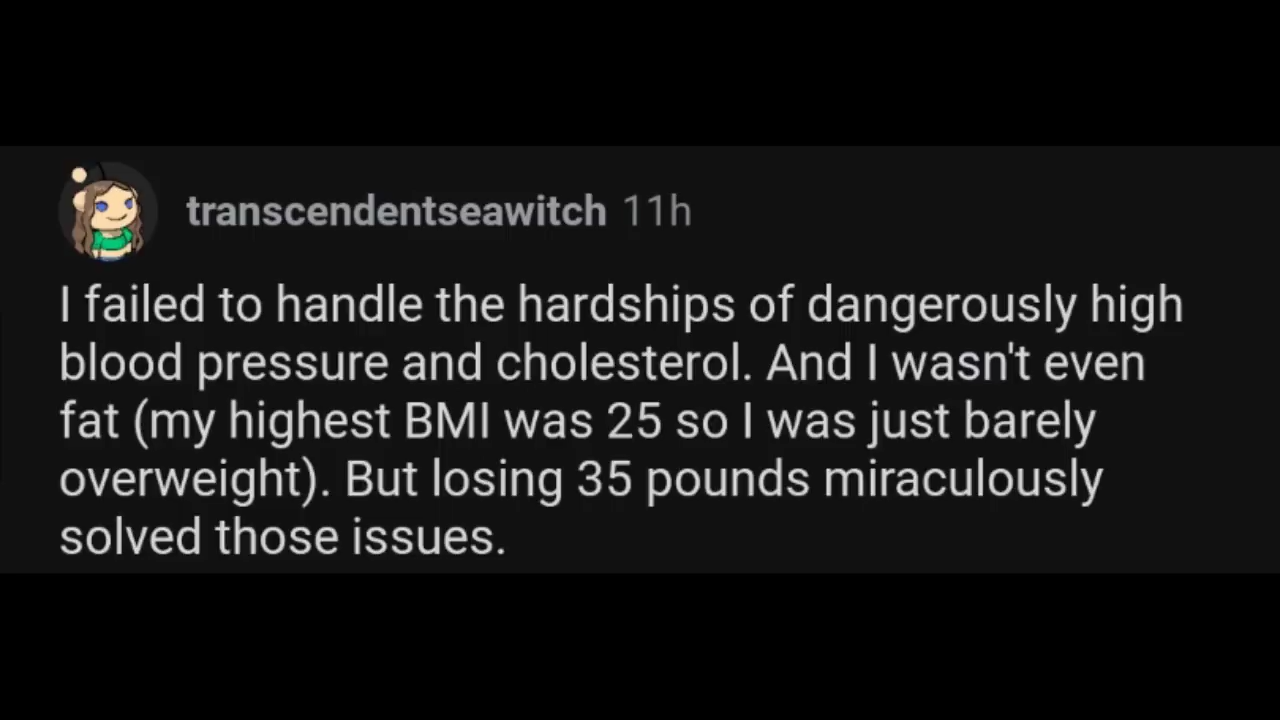 transcendentseawitch 11h
I failed to handle the hardships of dangerously high
blood pressure and cholesterol. And I wasn't even
fat (my highest BMI was 25 so I was just barely
overweight). But losing 35 pounds miraculously
solved those issues.